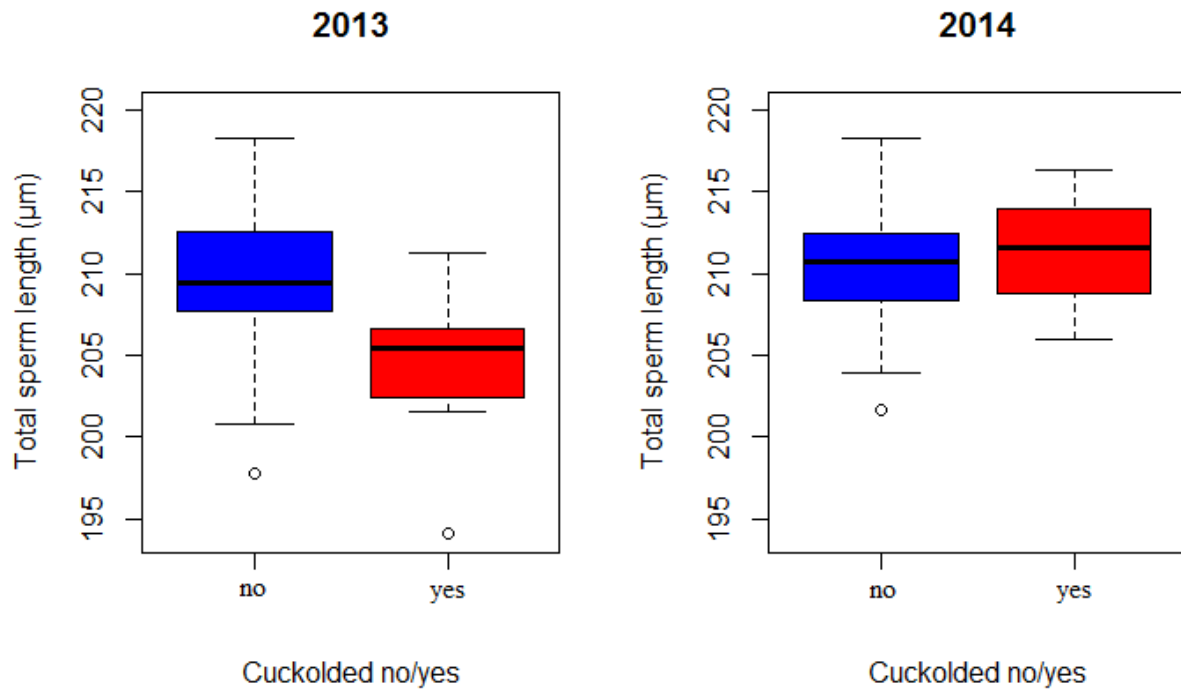 2013
Total sperm length (µm)
220
215
210
205
200
195
no
yes
Cuckolded no/yes
2014
Total sperm length (µm)
220
215
210
205
200
195
no
yes
Cuckolded no/yes